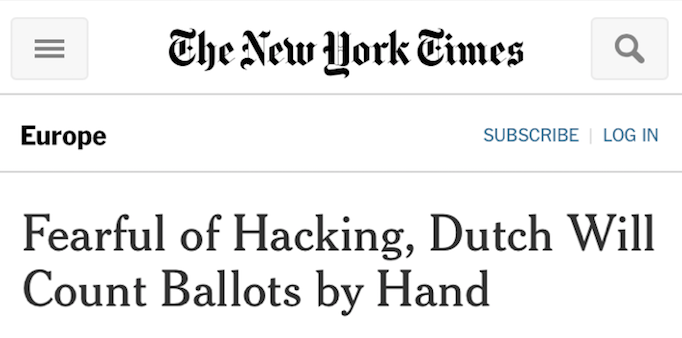 The New York Times
Europe
SUBSCRIBE | LOG IN
Fearful of Hacking, Dutch Will
Count Ballots by Hand